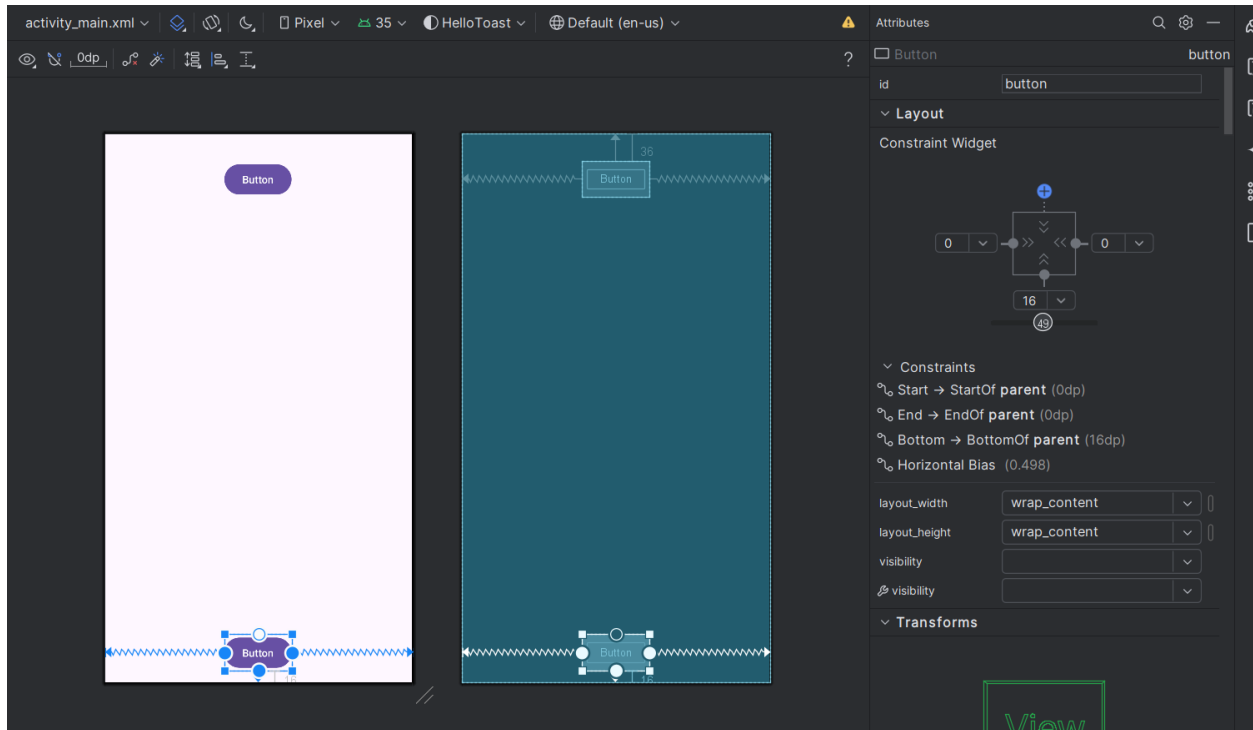 activity_main.xml Pixel 35 HelloToast Default (en-us) Attributes
0dp ? Button button
id button
Layout
Constraint Widget
Button
36
Button
0 0
16
49
Constraints
Start → StartOf parent (0dp)
End → EndOf parent (0dp)
Bottom → BottomOf parent (16dp)
Horizontal Bias (0.498)
layout_width wrap_content
layout_height wrap_content
visibility
visibility
Transforms
Button
16
Button
16
View